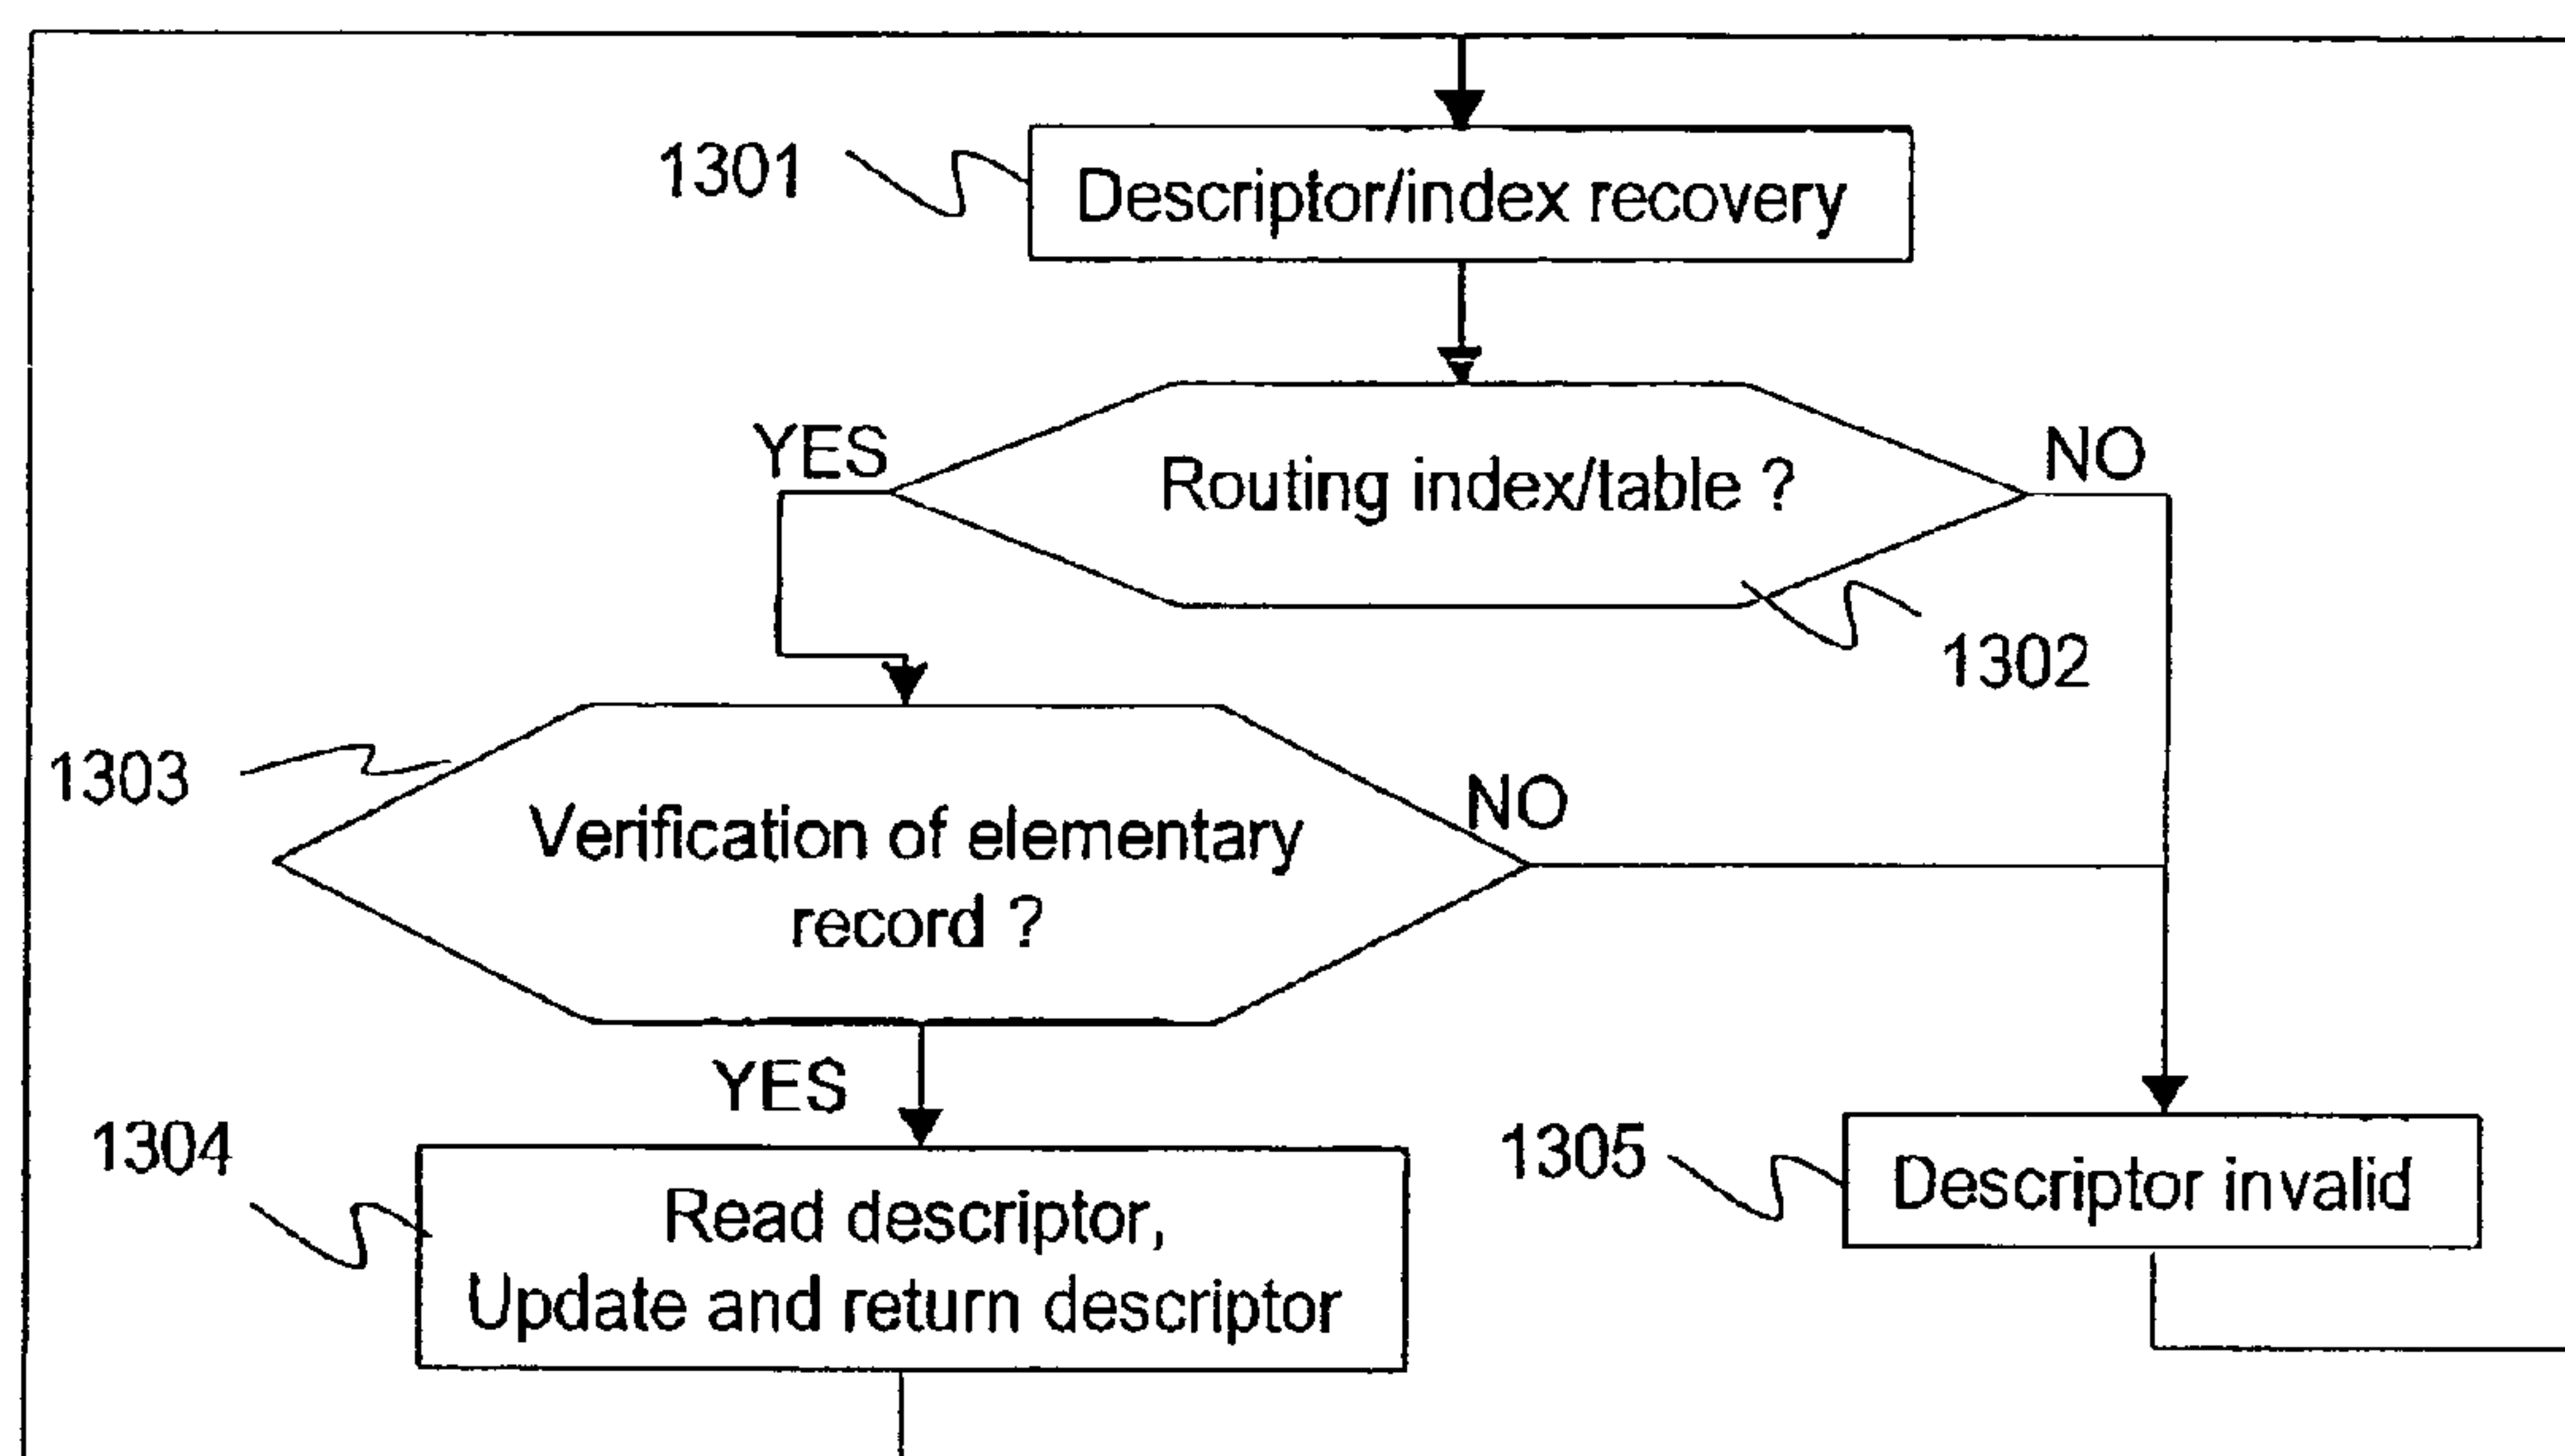 1301
Descriptor/index recovery
YES
NO
Routing index/table ?
1302
1303
NO
Verification of elementary
record ?
YES
1304
1305
Read descriptor,
Update and return descriptor
Descriptor invalid